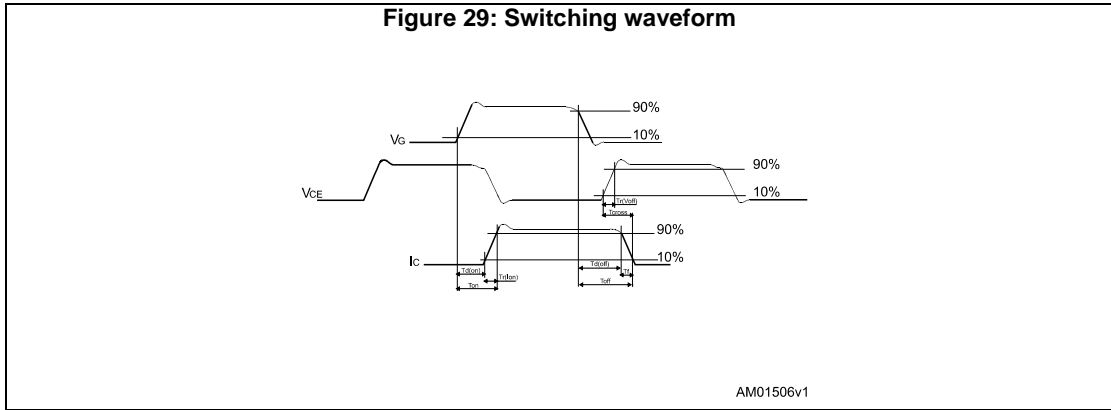 Figure 29: Switching waveform
90%
VG
10%
90%
VCE
10%
Tr(Voff)
Tcross
90%
IC
10%
Td(on)
Td(off)
Tf
Tr(Ion)
Ton
Toff
AM01506v1